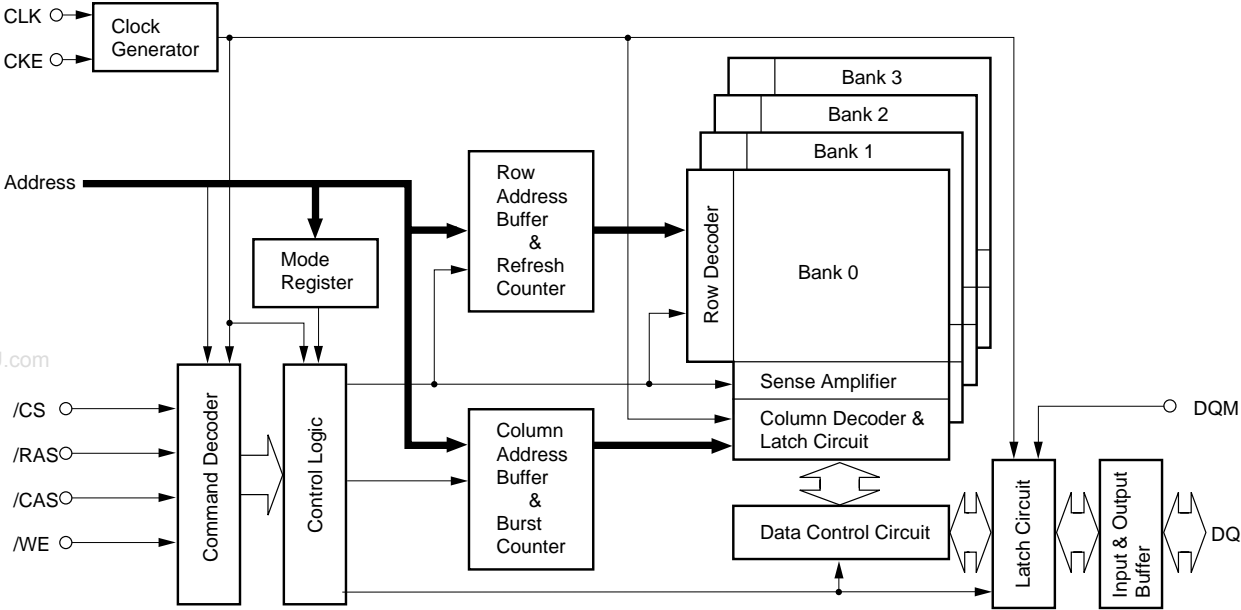 CLK
CKE
Clock
Generator
Bank 3
Bank 2
Bank 1
Bank 0
Address
Row
Address
Buffer
&
Refresh
Counter
Mode
Register
Row Decoder
Sense Amplifier
Column Decoder &
Latch Circuit
.com
/CS
/RAS
/CAS
/WE
Command Decoder
Control Logic
Column
Address
Buffer
&
Burst
Counter
Data Control Circuit
DQM
Latch Circuit
Input & Output
Buffer
DQ